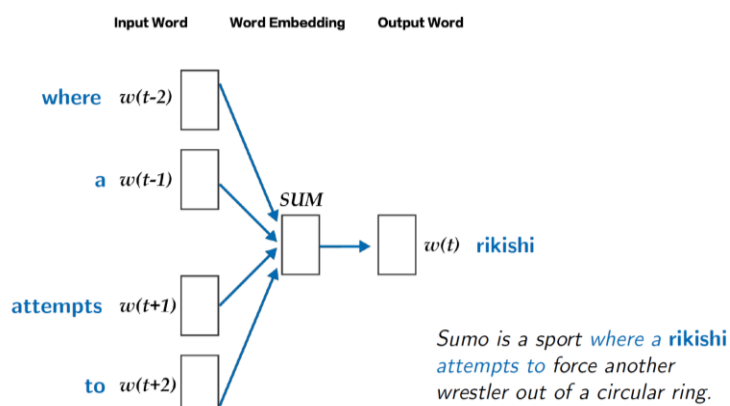 Input Word Word Embedding Output Word
where w(t-2)
a w(t-1)
SUM
w(t) rikishi
attempts w(t+1)
to w(t+2)
Sumo is a sport where a rikishi
attempts to force another
wrestler out of a circular ring.